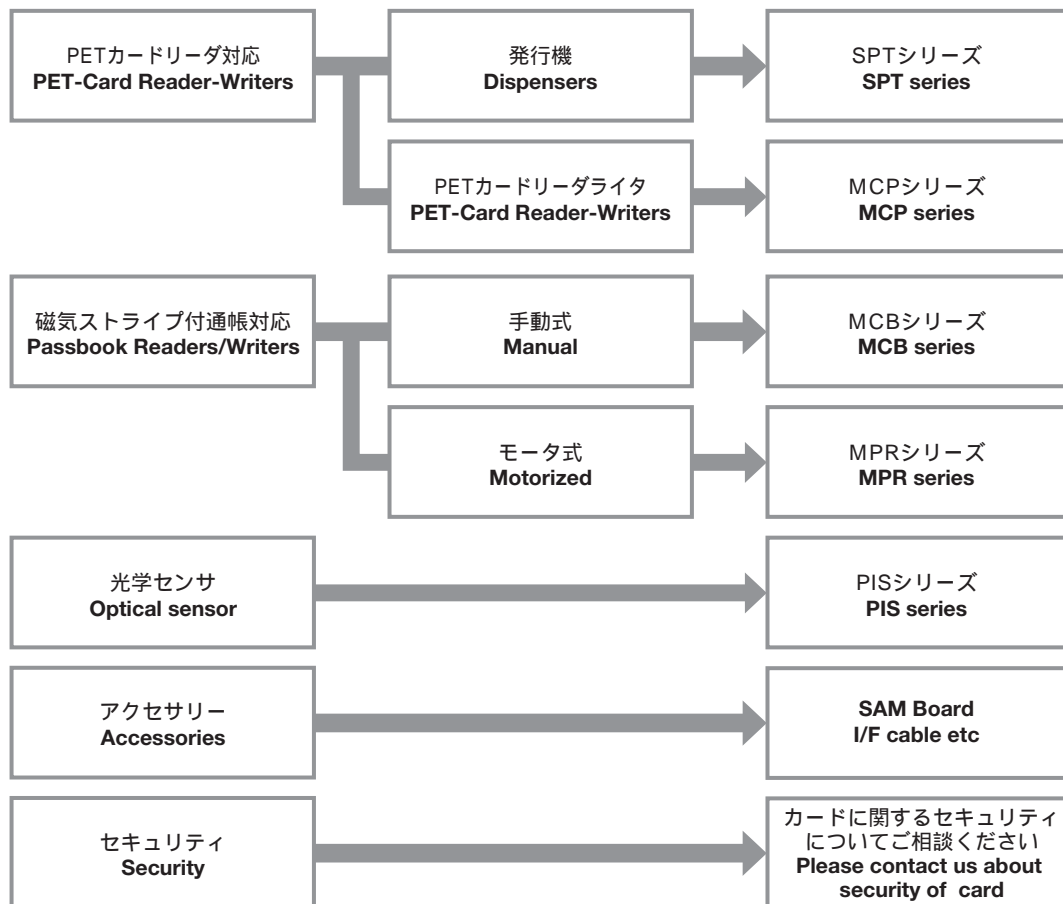 PETカードリーダ対応
PET-Card Reader-Writers
発行機
Dispensers
SPTシリーズ
SPT series
PETカードリーダライタ
PET-Card Reader-Writers
MCPシリーズ
MCP series
磁気ストライプ付通帳対応
Passbook Readers/Writers
手動式
Manual
MCBシリーズ
MCB series
モータ式
Motorized
MPRシリーズ
MPR series
光学センサ
Optical sensor
PISシリーズ
PIS series
アクセサリー
Accessories
SAM Board
I/F cable etc
セキュリティ
Security
カードに関するセキュリティ
についてご相談ください
Please contact us about
security of card